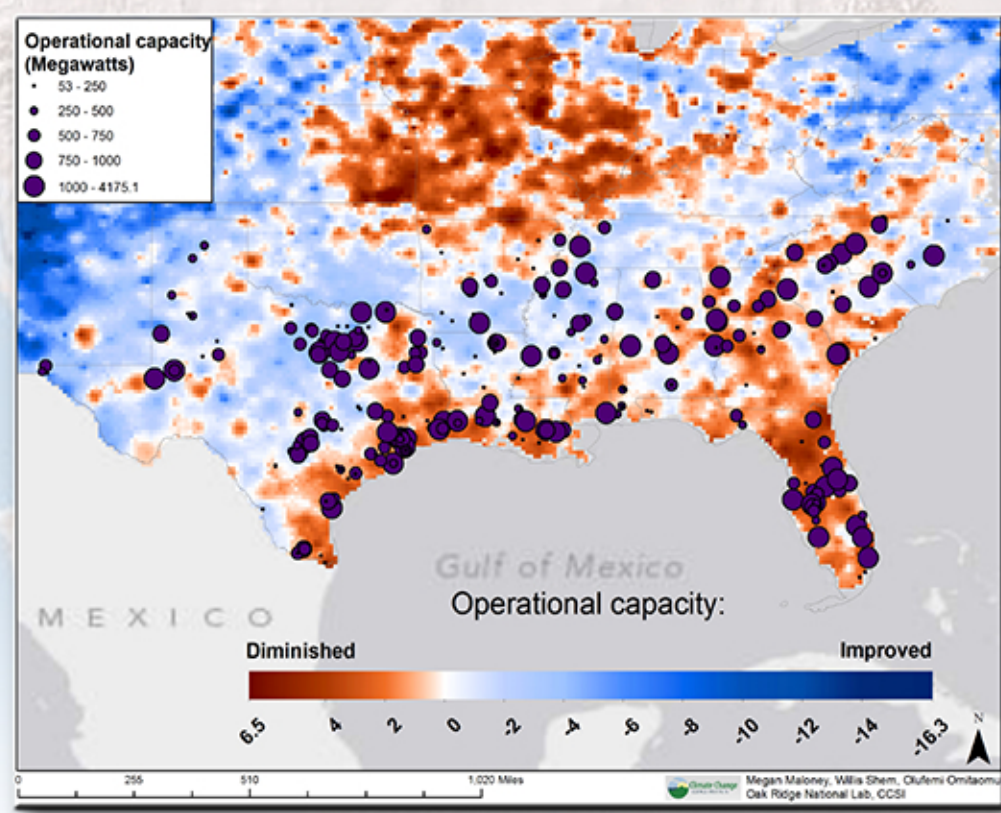 Operational capacity
(Megawatts)
53 - 250
250 - 500
500 - 750
750 - 1000
1000 - 4175.1
Gulf of Mexico
MEXICO
Operational capacity:
Diminished Improved
6.5 4 2 0 -2 -4 -6 -8 -10 -12 -14 -16.3
N
0 255 510 1,020 Miles
Climate Change
Megan Maloney, Willis Shem, Olufemi Omitaomu
Oak Ridge National Lab, CCSI